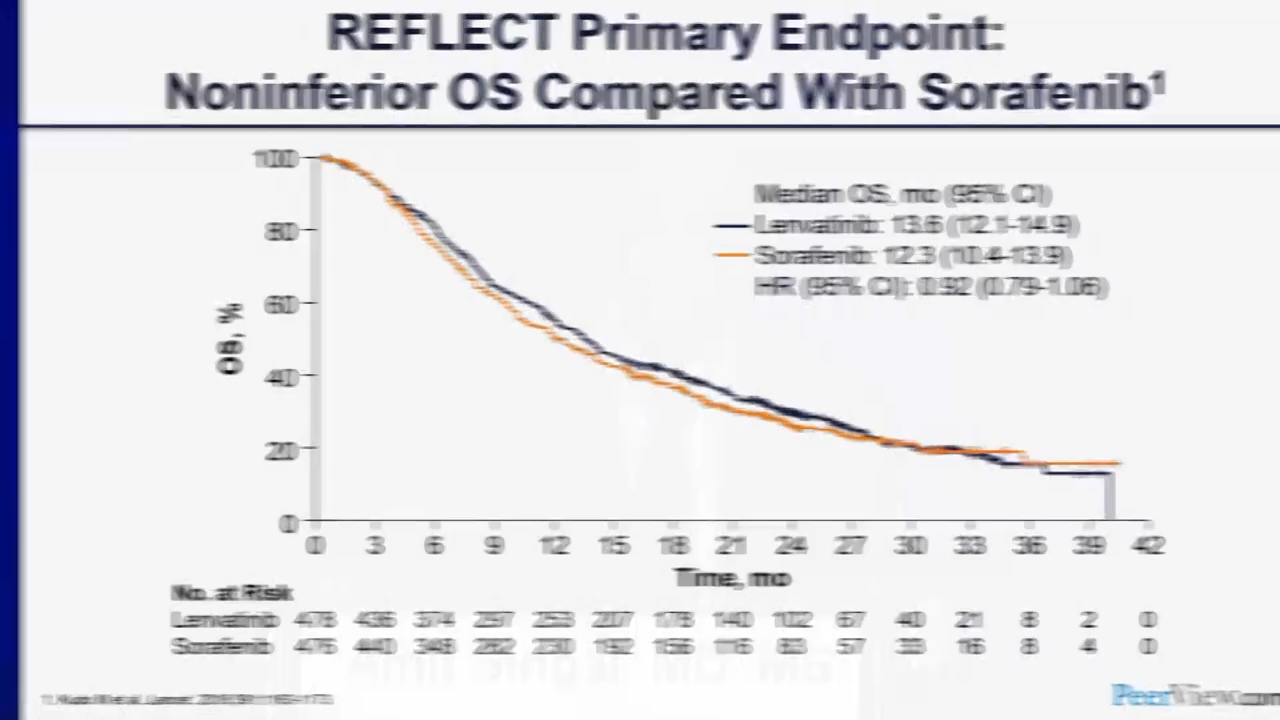 REFLECT Primary Endpoint:
Noninferior OS Compared With Sorafenib¹
Median OS, mo (95% CI)
Lenvatinib: 13.6 (12.1-14.9)
Sorafenib: 12.3 (10.4-13.9)
HR (95% CI): 0.92 (0.79-1.06)
OS, %
100
80
60
40
20
0
0 3 6 9 12 15 18 21 24 27 30 33 36 39 42
Time, mo
No. at Risk
Lenvatinib 478 436 374 297 253 207 178 140 102 67 40 21 8 2 0
Sorafenib 476 440 348 282 230 192 156 116 83 57 33 16 8 4 0
PeerView.com